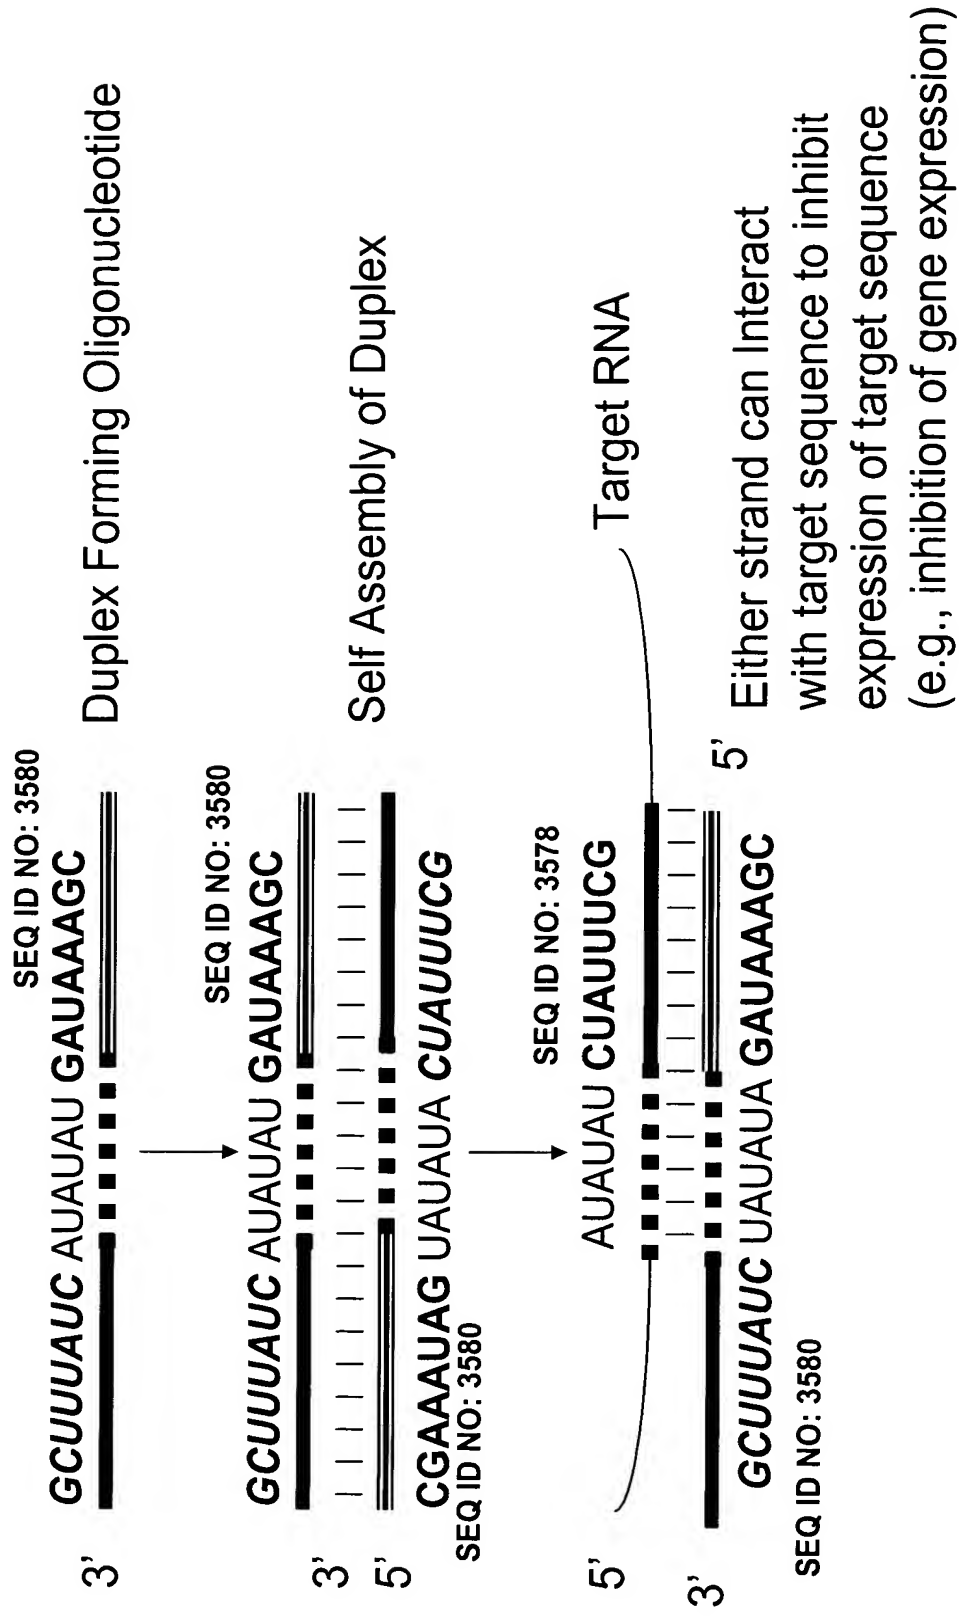 SEQ ID NO: 3580
GCUUUAUC AUAUAU GAUAAAGC
3’
Duplex Forming Oligonucleotide
SEQ ID NO: 3580
GCUUUAUC AUAUAU GAUAAAGC
3’
5’
Self Assembly of Duplex
CGAAAUAG UAUAUA CUAUUUCG
SEQ ID NO: 3580
SEQ ID NO: 3578
AUAUAU CUAUUUCG
5’
Target RNA
3’
5’
GCUUUAUC UAUAUA GAUAAAGC
SEQ ID NO: 3580
Either strand can Interact
with target sequence to inhibit
expression of target sequence
(e.g., inhibition of gene expression)